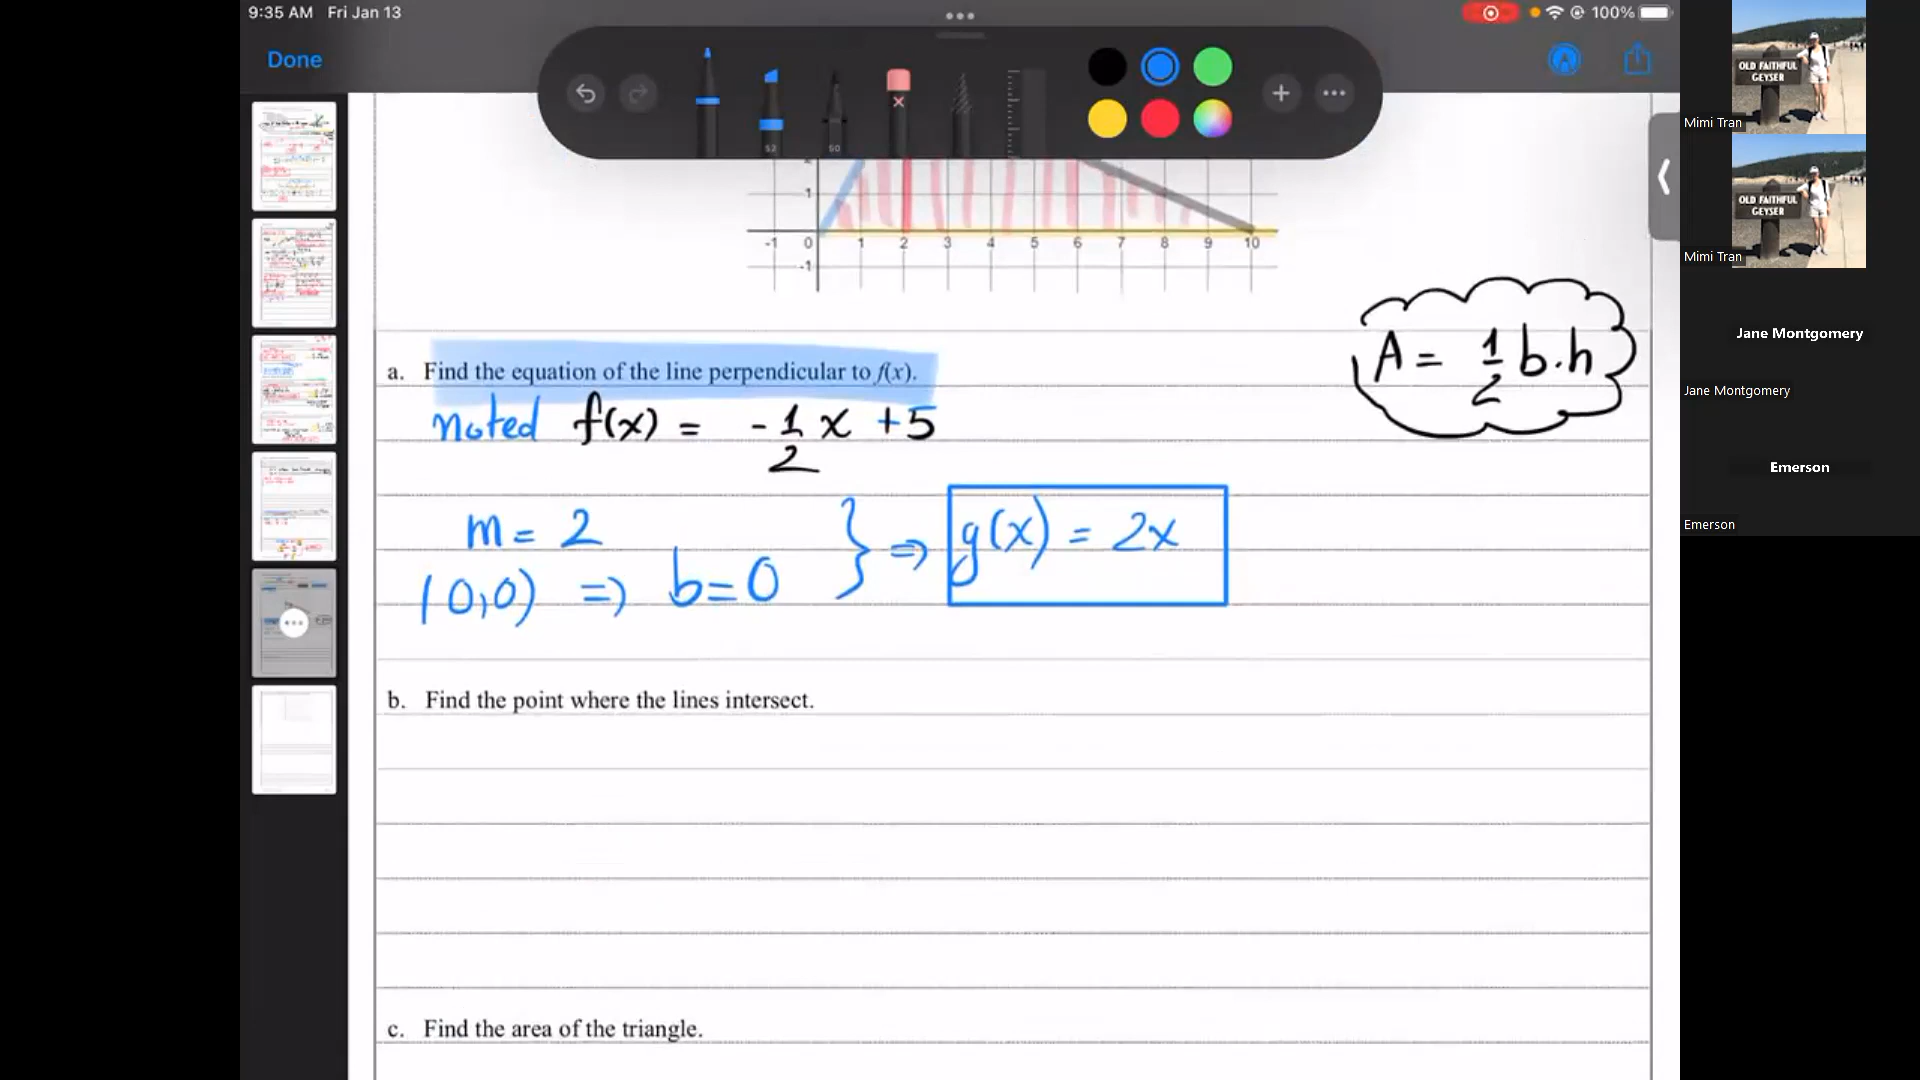 9:35 AM Fri Jan 13
100%
Done
52
50
2
1
-1 0 1 2 3 4 5 6 7 8 9 10
-1
A = 1/2 b.h
a. Find the equation of the line perpendicular to f(x).
noted f(x) = -1/2 x +5
m = 2
(0,0) => b=0
} => g(x) = 2x
b. Find the point where the lines intersect.
c. Find the area of the triangle.
OLD FAITHFUL
GEYSER
Mimi Tran
OLD FAITHFUL
GEYSER
Mimi Tran
Jane Montgomery
Jane Montgomery
Emerson
Emerson